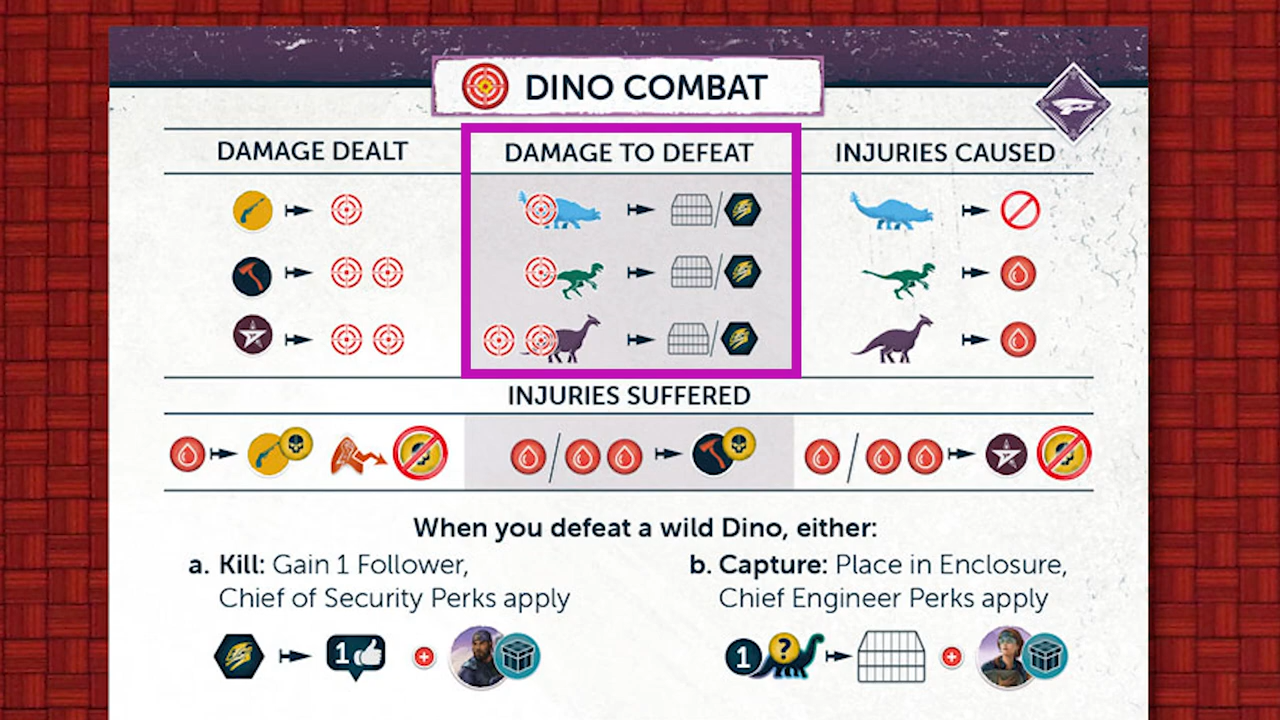 DINO COMBAT
DAMAGE DEALT
DAMAGE TO DEFEAT
INJURIES CAUSED
INJURIES SUFFERED
When you defeat a wild Dino, either:
a. Kill: Gain 1 Follower,
Chief of Security Perks apply
b. Capture: Place in Enclosure,
Chief Engineer Perks apply
1
1 ?